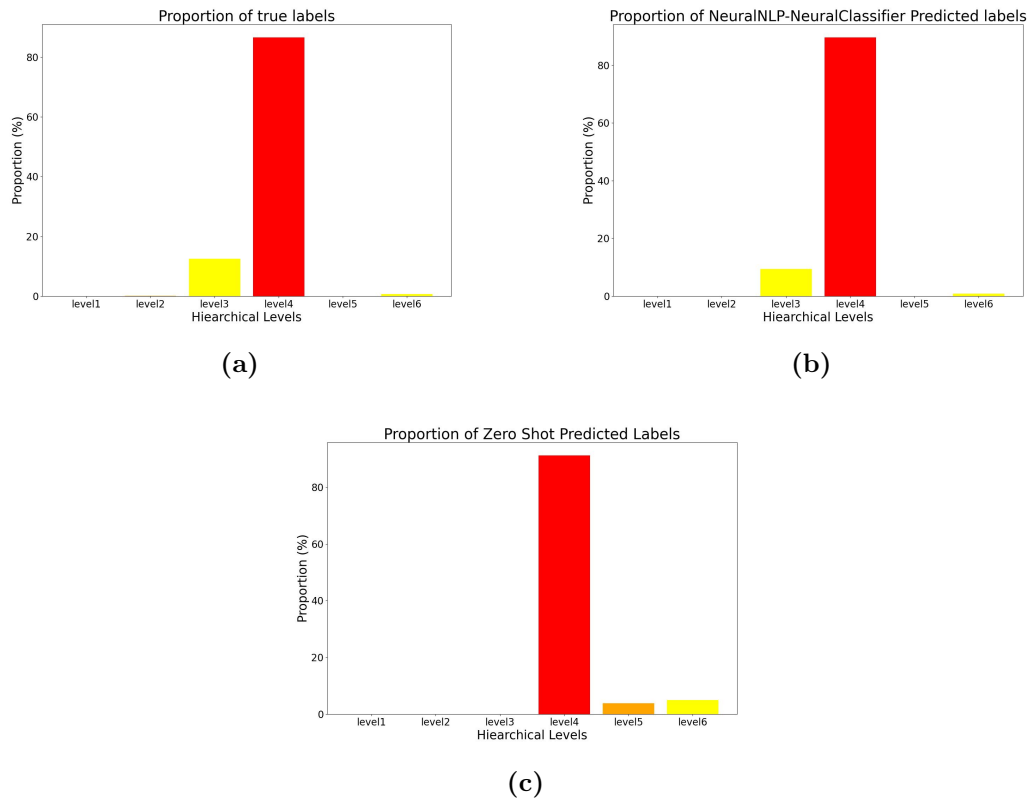 Proportion of true labels
Proportion (%)
80
60
40
20
0
level1 level2 level3 level4 level5 level6
Hiearchical Levels
(a)
Proportion of NeuralNLP-NeuralClassifier Predicted labels
Proportion (%)
80
60
40
20
0
level1 level2 level3 level4 level5 level6
Hiearchical Levels
(b)
Proportion of Zero Shot Predicted Labels
Proportion (%)
80
60
40
20
0
level1 level2 level3 level4 level5 level6
Hiearchical Levels
(c)